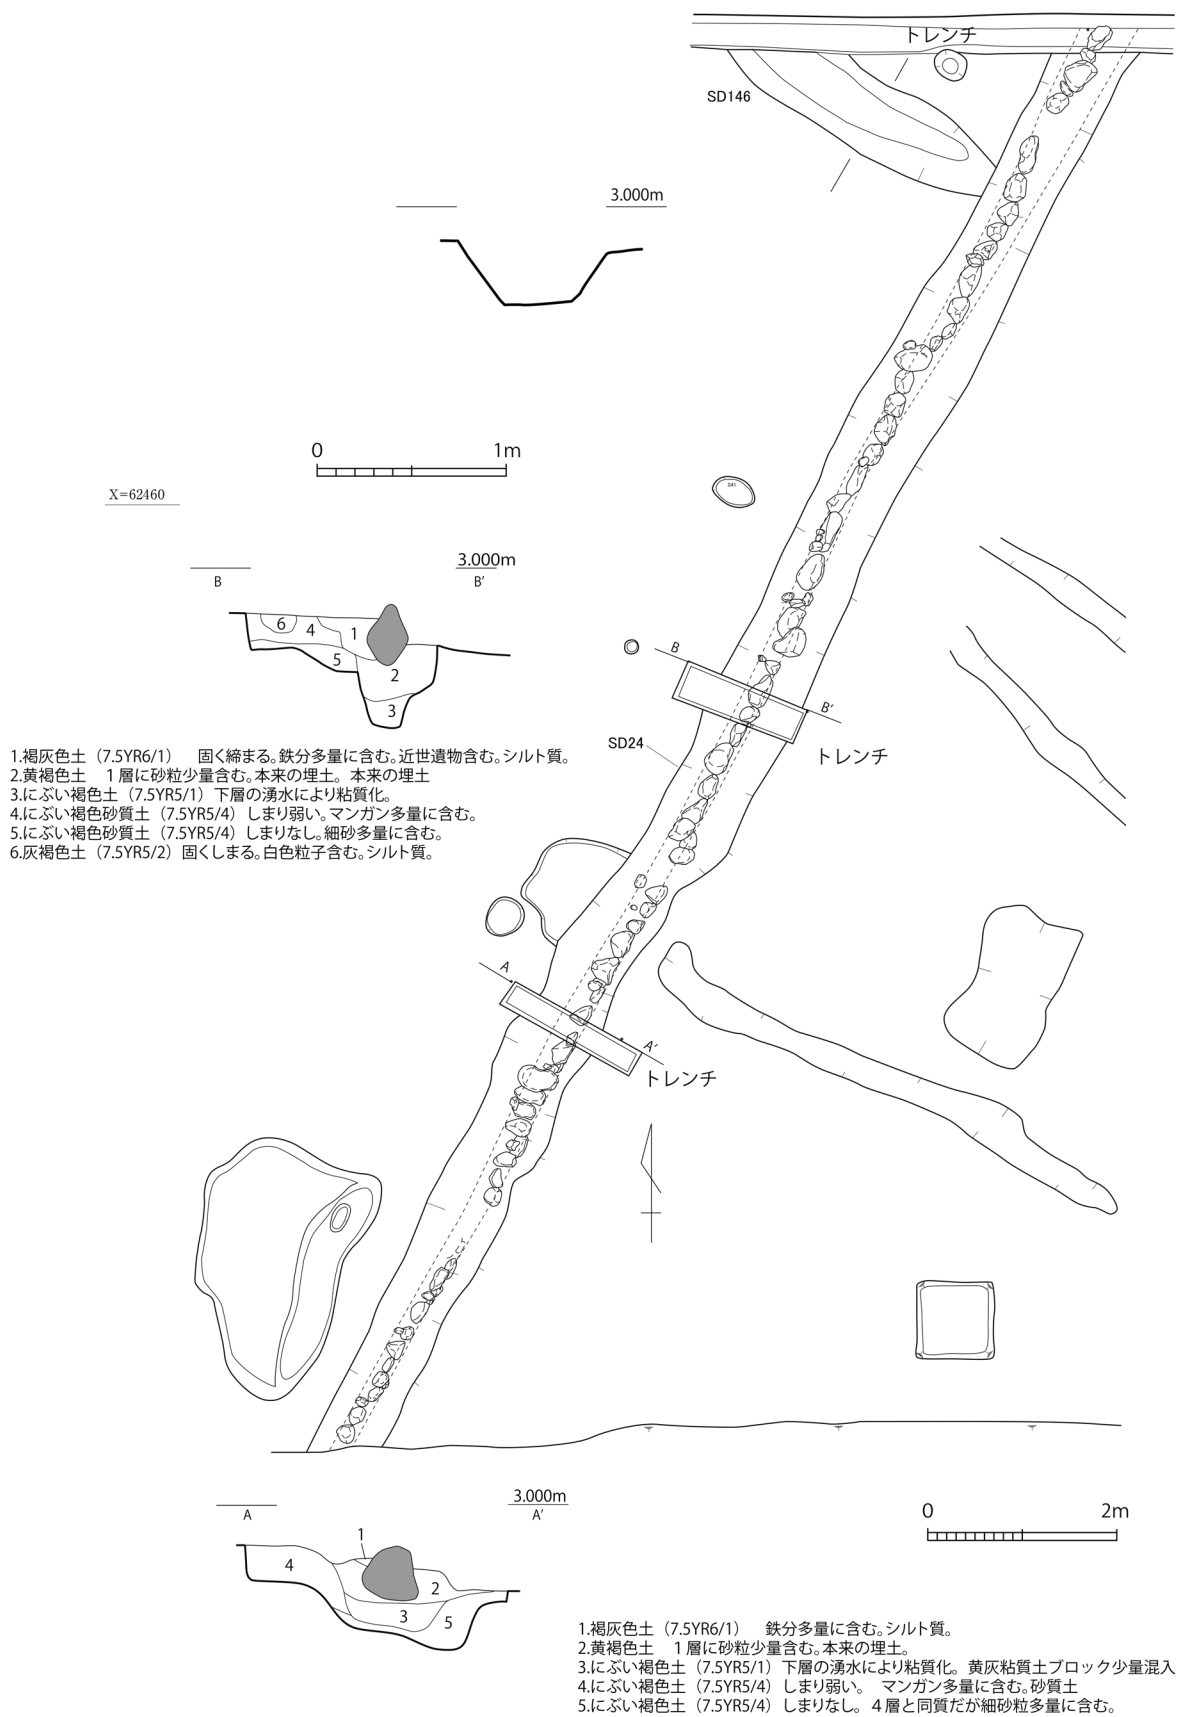 トレンチ
SD146
3.000m
0 1m
X=62460
S41
3.000m
B B′
6 4 1
5 2
3
B
B′
トレンチ
SD24
1.褐灰色土（7.5YR6/1）　固く締まる。鉄分多量に含む。近世遺物含む。シルト質。
2.黄褐色土　１層に砂粒少量含む。本来の埋土。 本来の埋土
3.にぶい褐色土（7.5YR5/1）下層の湧水により粘質化。
4.にぶい褐色砂質土（7.5YR5/4）しまり弱い。マンガン多量に含む。
5.にぶい褐色砂質土（7.5YR5/4）しまりなし。細砂多量に含む。
6.灰褐色土（7.5YR5/2）固くしまる。白色粒子含む。シルト質。
A
A′
トレンチ
3.000m
A A′
1
4 2
3 5
0 2m
1.褐灰色土（7.5YR6/1）　鉄分多量に含む。シルト質。
2.黄褐色土　１層に砂粒少量含む。本来の埋土。
3.にぶい褐色土（7.5YR5/1）下層の湧水により粘質化。 黄灰粘質土ブロック少量混入
4.にぶい褐色土（7.5YR5/4）しまり弱い。　マンガン多量に含む。砂質土
5.にぶい褐色土（7.5YR5/4）しまりなし。 ４層と同質だが細砂粒多量に含む。